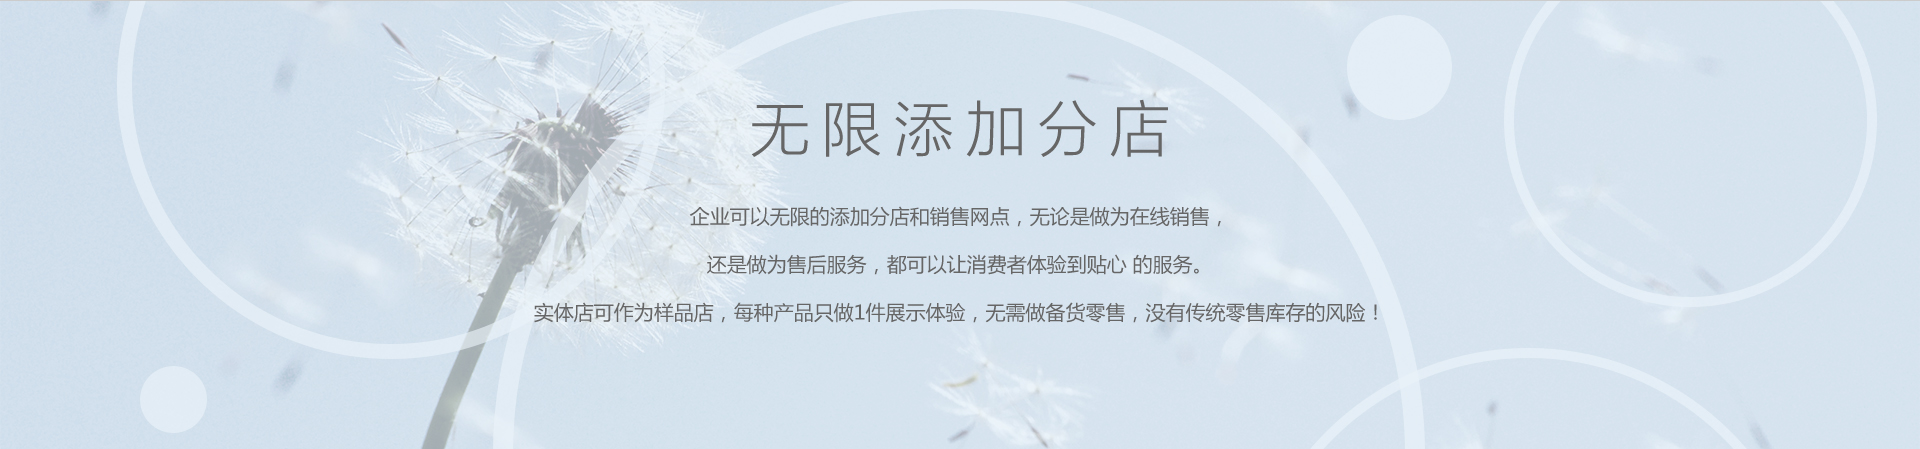 无限添加分店
企业可以无限的添加分店和销售网点，无论是做为在线销售，
还是做为售后服务，都可以让消费者体验到贴心 的服务。
实体店可作为样品店，每种产品只做1件展示体验，无需做备货零售，没有传统零售库存的风险！